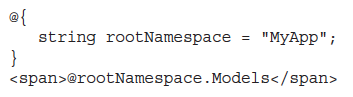 @{
   string rootNamespace = "MyApp";
}
<span>@rootNamespace.Models</span>